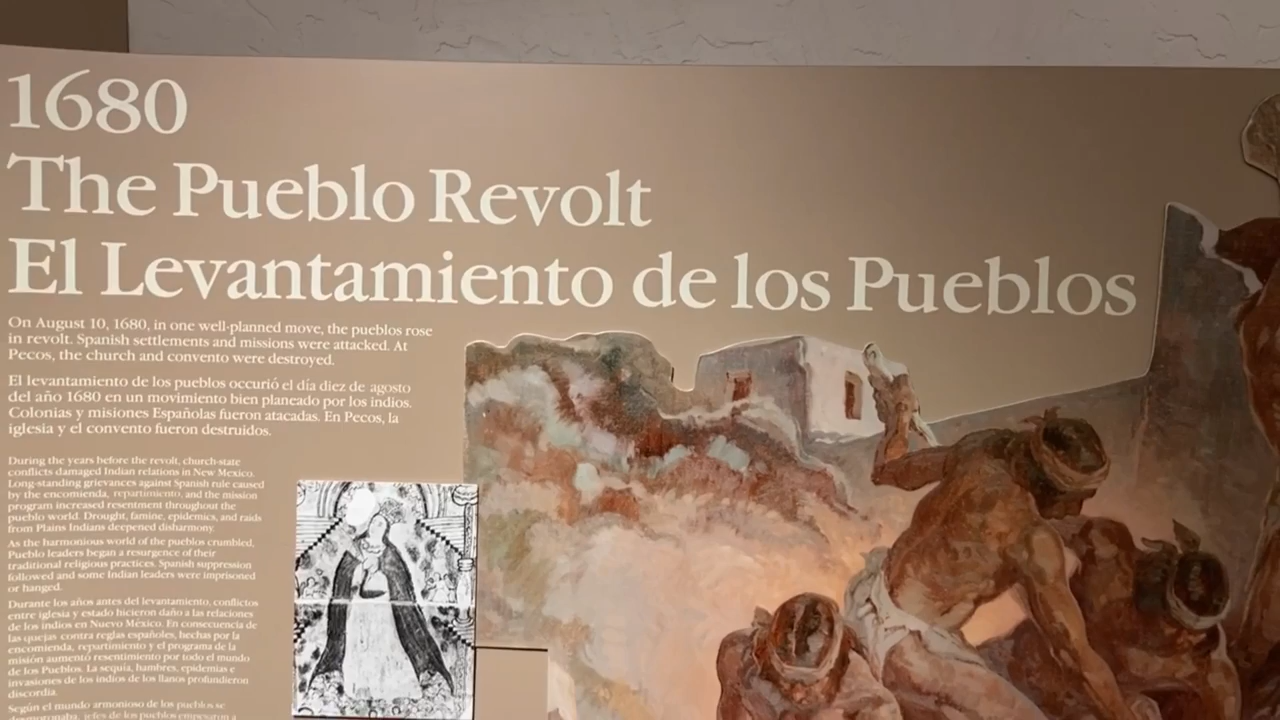 1680
The Pueblo Revolt
El Levantamiento de los Pueblos
On August 10, 1680, in one well-planned move, the pueblos rose
in revolt. Spanish settlements and missions were attacked. At
Pecos, the church and convento were destroyed.
El levantamiento de los pueblos occurió el día diez de agosto
del año 1680 en un movimiento bien planeado por los indios.
Colonias y misiones Españolas fueron atacadas. En Pecos, la
iglesia y el convento fueron destruidos.
During the years before the revolt, church-state
conflicts damaged Indian relations in New Mexico.
Long-standing grievances against Spanish rule caused
by the encomienda, repartimiento, and the mission
program increased resentment throughout the
pueblo world. Drought, famine, epidemics, and raids
from Plains Indians deepened disharmony.
As the harmonious world of the pueblos crumbled,
Pueblo leaders began a resurgence of their
traditional religious practices. Spanish suppression
followed and some Indian leaders were imprisoned
or hanged.
Durante los años antes del levantamiento, conflictos
entre iglesia y estado hicieron daño a las relaciones
de los indios en Nuevo México. En consecuencia de
las quejas contra reglas españoles, hechas por la
encomienda, repartimiento y el programa de la
misión aumentó resentimiento por todo el mundo
de los Pueblos. La sequía, hambres, epidemias e
invasiones de los indios de los llanos profundieron
discordia.
Según el mundo armonioso de los pueblos se
desmoronaba, jefes de los pueblos empezaron a